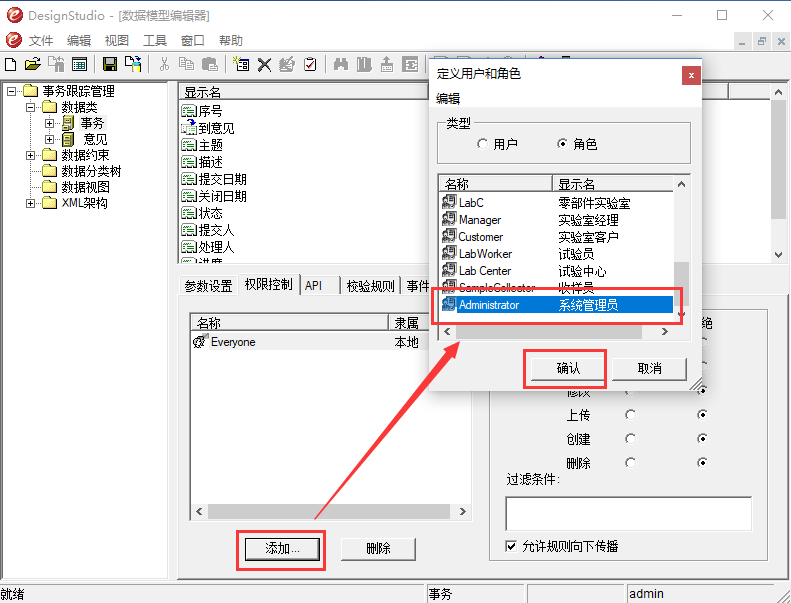 DesignStudio - [数据模型编辑器]
文件 编辑 视图 工具 窗口 帮助
事务跟踪管理
数据类
事务
意见
数据约束
数据分类树
数据视图
XML架构
显示名
序号
到意见
主题
描述
提交日期
关闭日期
状态
提交人
处理人
进度
参数设置 权限控制 API 校验规则 事件
名称 隶属
Everyone 本地
添加... 删除
定义用户和角色
编辑
类型
用户 角色
名称 显示名
LabC 零部件实验室
Manager 实验室经理
Customer 实验室客户
LabWorker 试验员
Lab Center 试验中心
SampleCollector 收样员
Administrator 系统管理员
确认 取消
绝
修改
上传
创建
删除
过滤条件:
允许规则向下传播
就绪 事务 admin